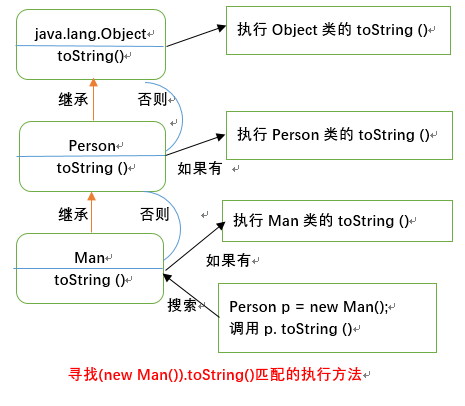 java.lang.Object
toString()
执行 Object 类的 toString ()
继承
否则
Person
toString ()
执行 Person 类的 toString ()
如果有
继承
否则
执行 Man 类的 toString ()
Man
toString ()
如果有
搜索
Person p = new Man();
调用 p. toString ()
寻找(new Man()).toString()匹配的执行方法